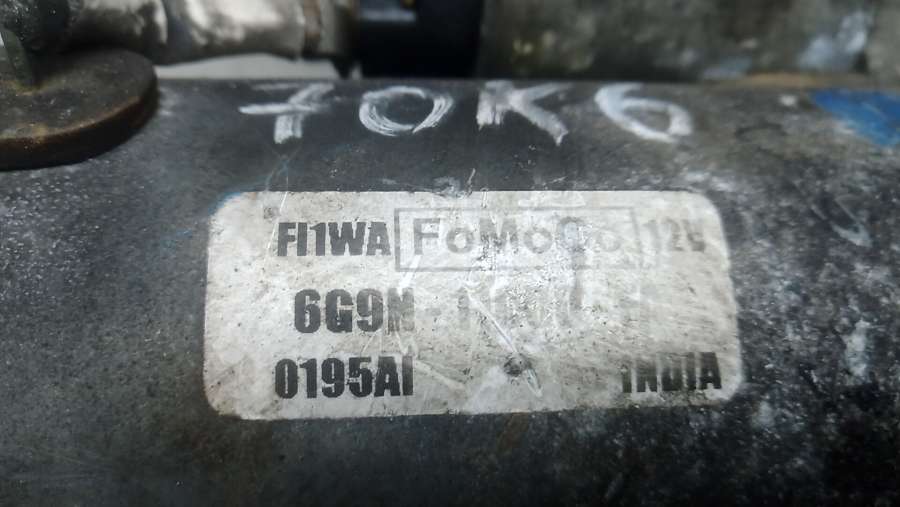 70K6
FI1WA FoMoCo 12V
6G9N
0195AI INDIA